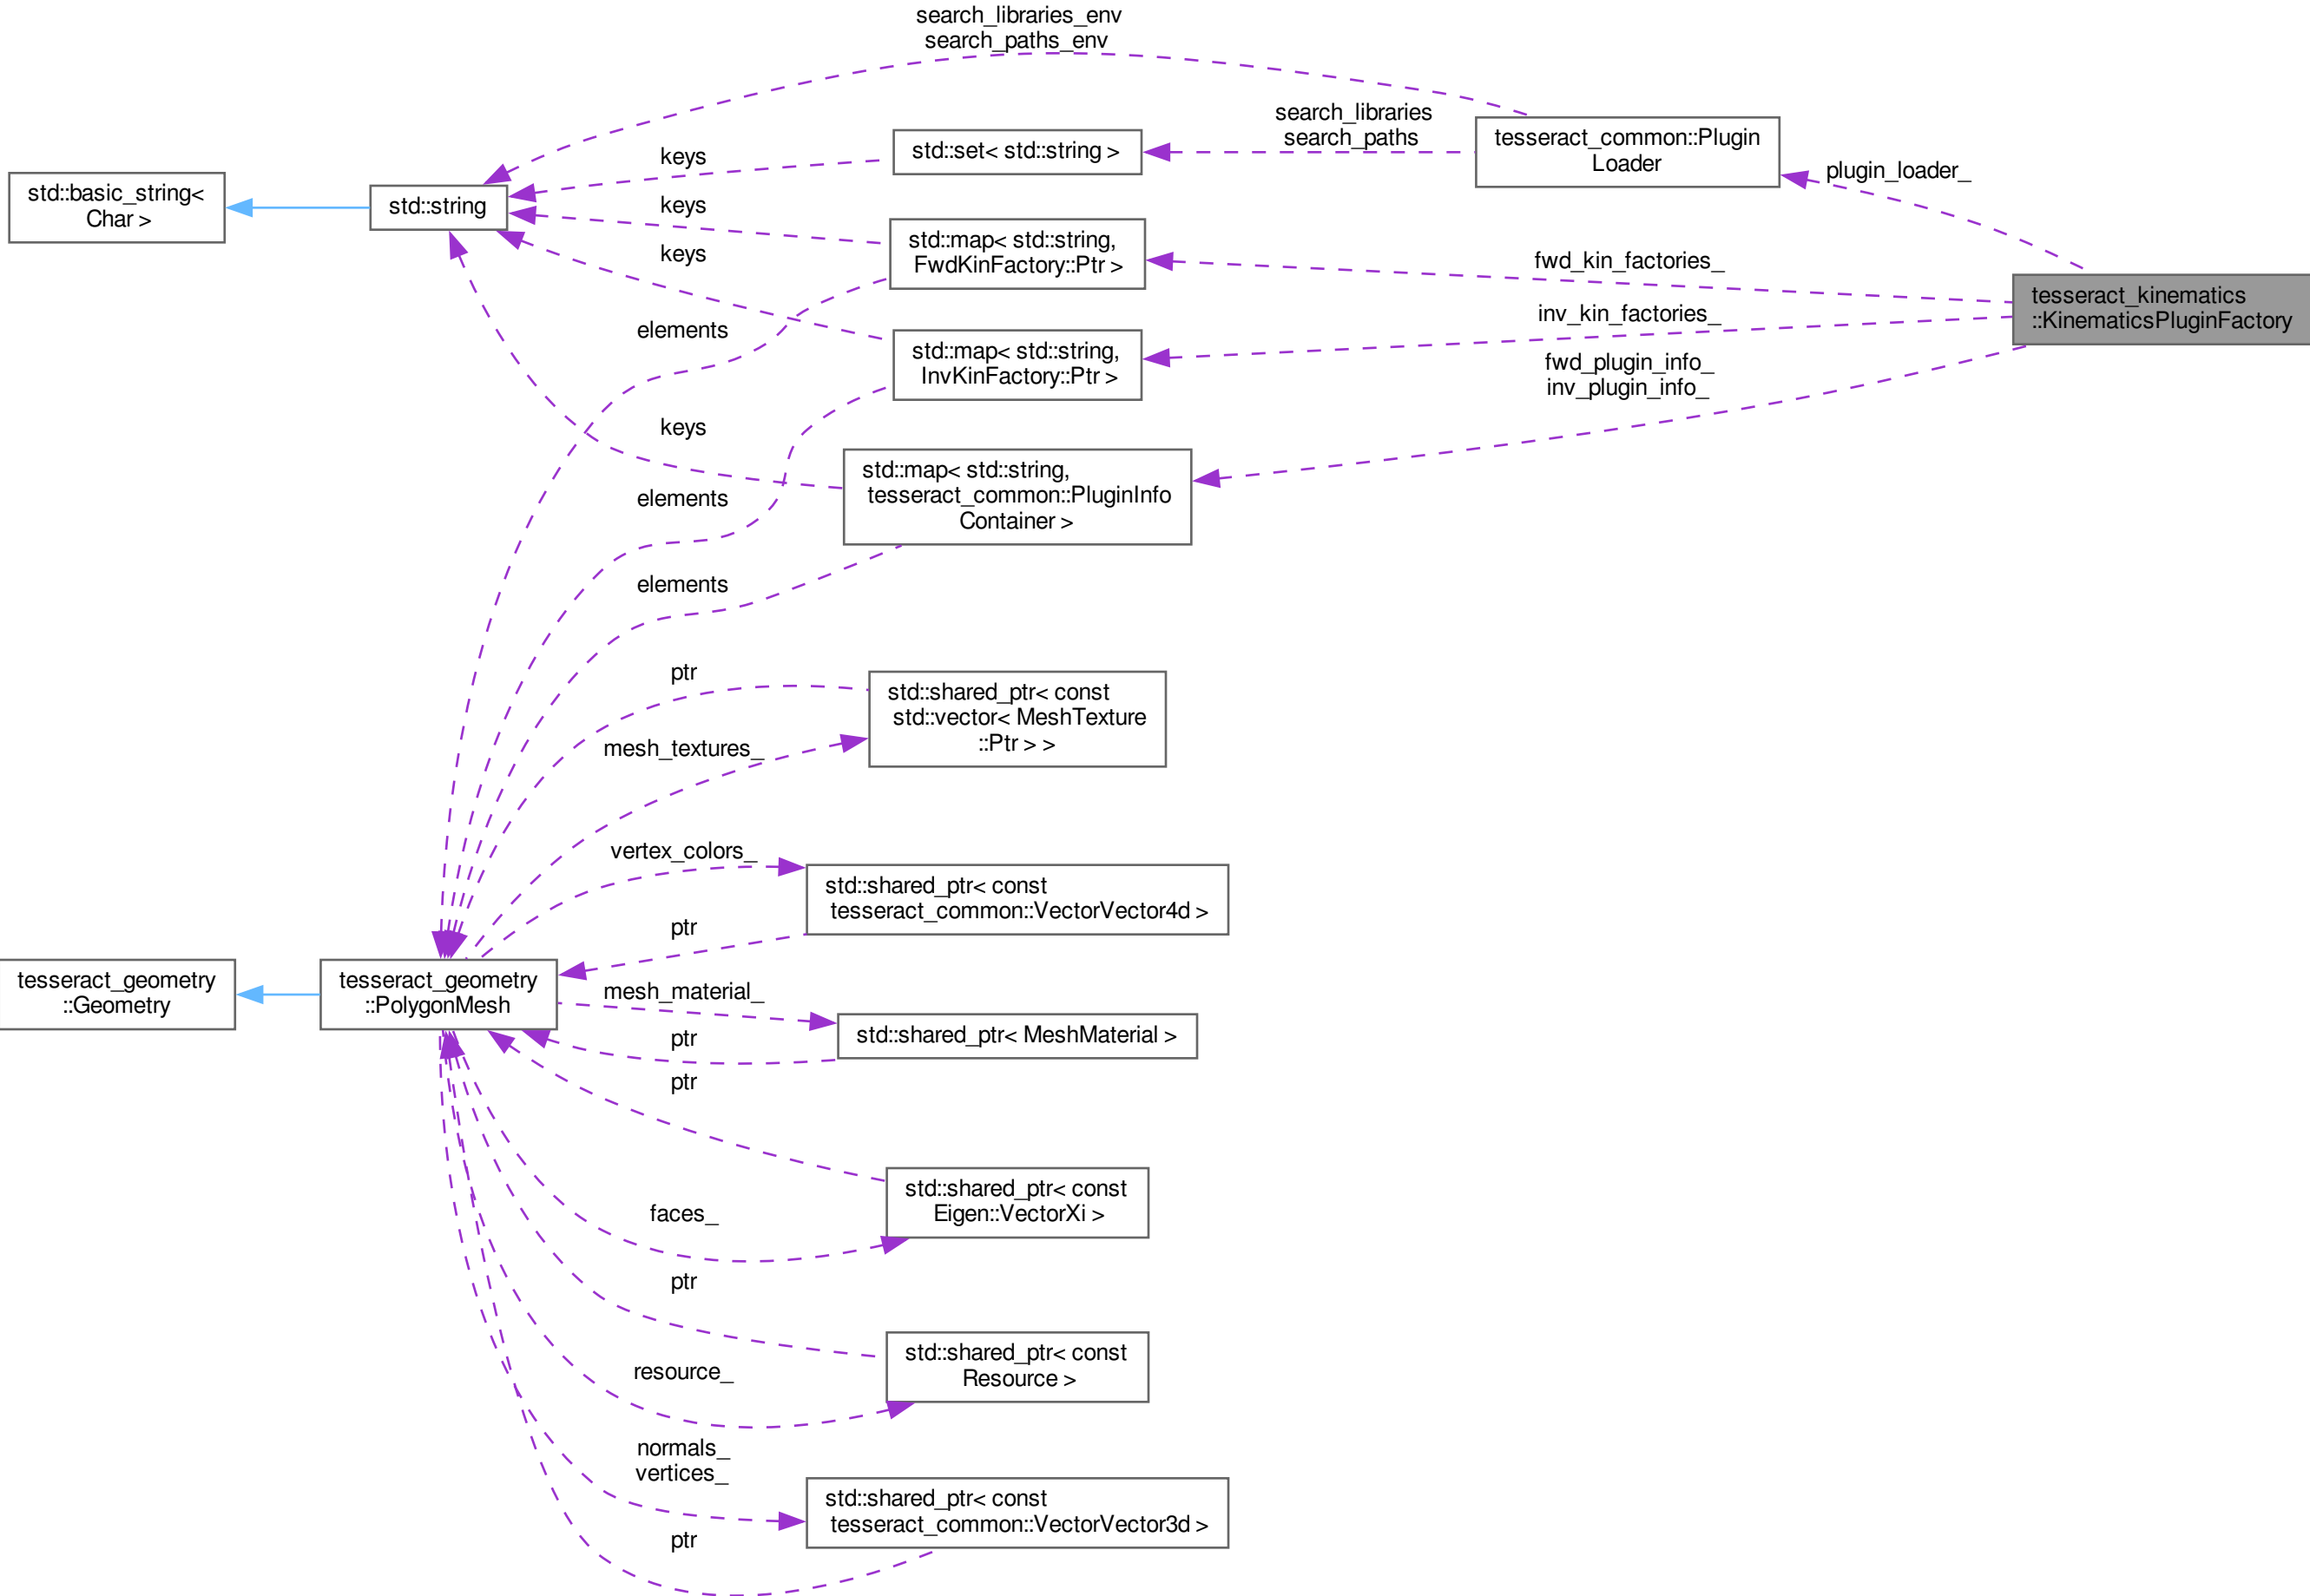 search_libraries_env
search_paths_env
search_libraries
search_paths
tesseract_common::Plugin
Loader
plugin_loader_
keys
std::set< std::string >
std::basic_string<
Char >
std::string
keys
std::map< std::string,
FwdKinFactory::Ptr >
fwd_kin_factories_
keys
tesseract_kinematics
::KinematicsPluginFactory
elements
std::map< std::string,
InvKinFactory::Ptr >
inv_kin_factories_
fwd_plugin_info_
inv_plugin_info_
keys
std::map< std::string,
tesseract_common::PluginInfo
Container >
elements
elements
ptr
std::shared_ptr< const
std::vector< MeshTexture
::Ptr > >
mesh_textures_
vertex_colors_
std::shared_ptr< const
tesseract_common::VectorVector4d >
ptr
tesseract_geometry
::Geometry
tesseract_geometry
::PolygonMesh
mesh_material_
std::shared_ptr< MeshMaterial >
ptr
ptr
std::shared_ptr< const
Eigen::VectorXi >
faces_
ptr
std::shared_ptr< const
Resource >
resource_
normals_
vertices_
std::shared_ptr< const
tesseract_common::VectorVector3d >
ptr